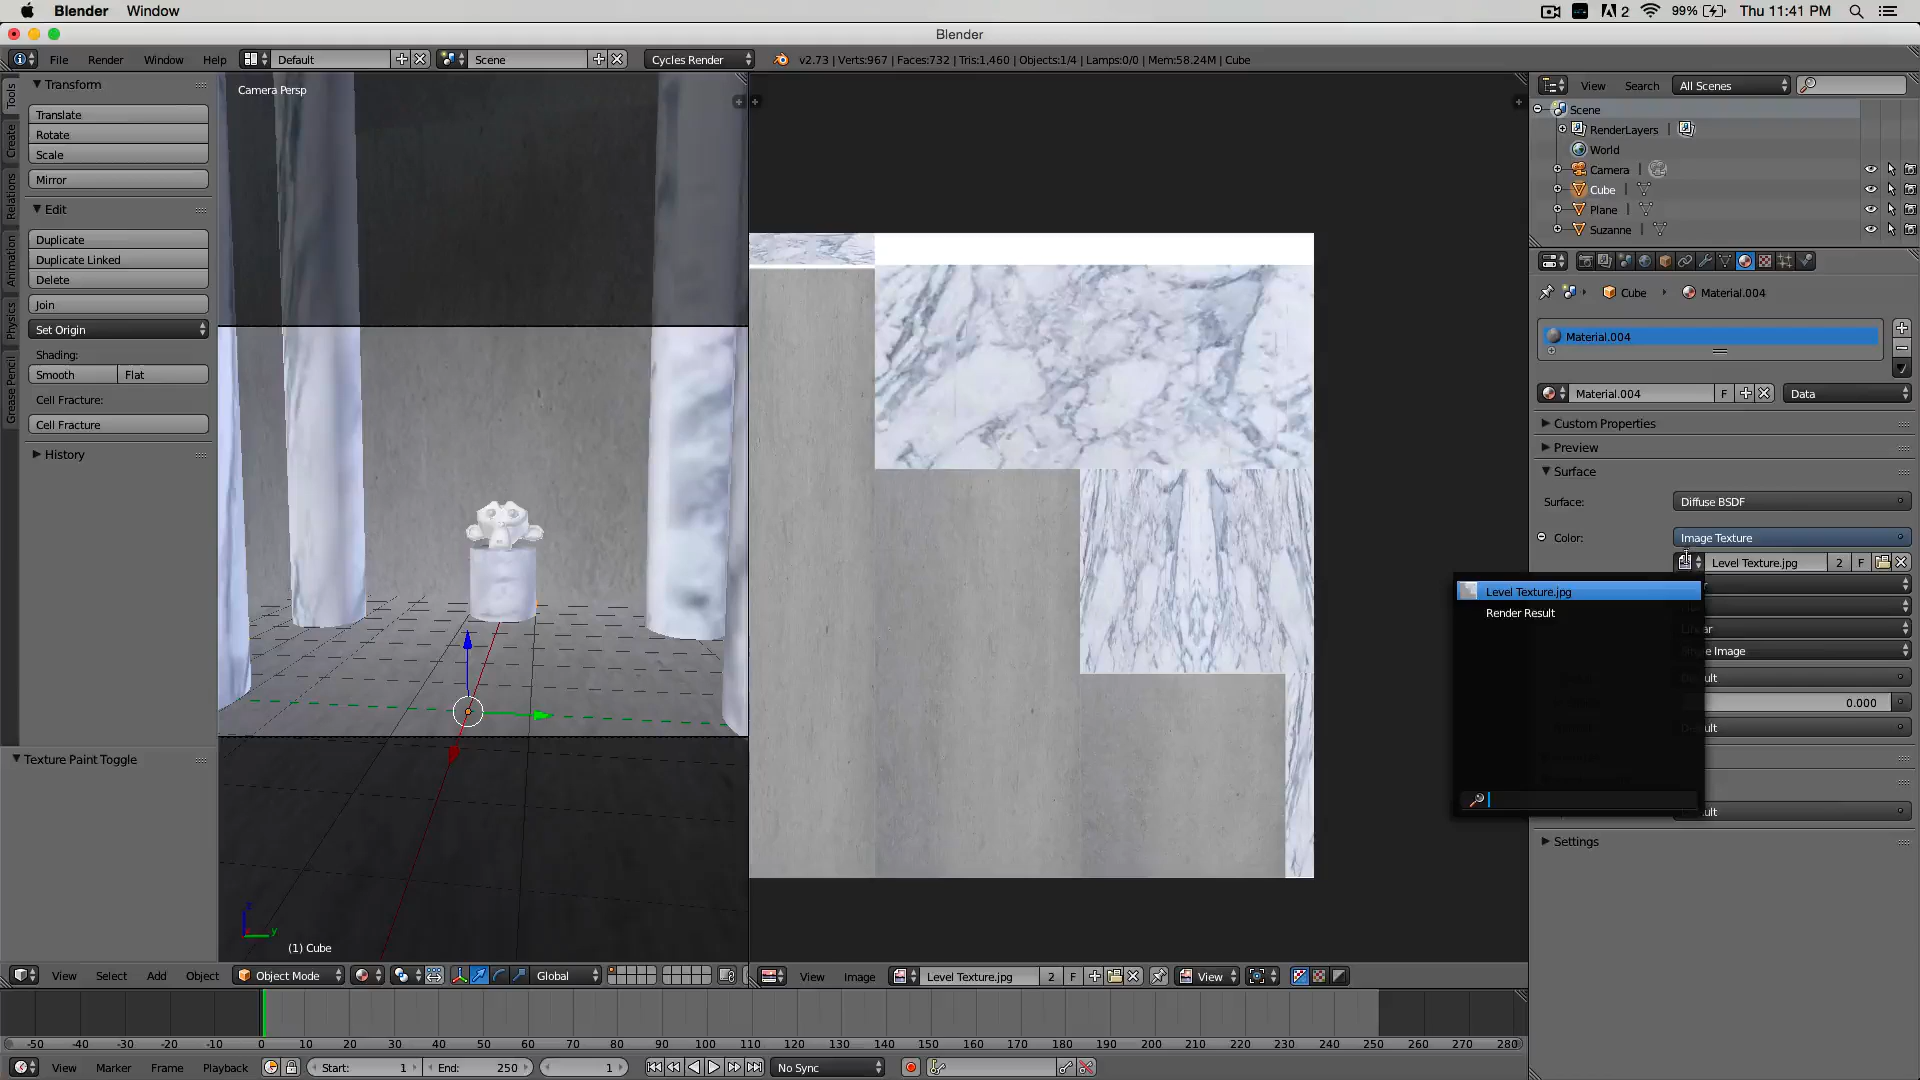 Blender Window 2 99% Thu 11:41 PM
Blender
File Render Window Help Default Scene Cycles Render v2.73 | Verts:967 | Faces:732 | Tris:1,460 | Objects:1/4 | Lamps:0/0 | Mem:58.24M | Cube
Tools
Create
Relations
Animation
Physics
Grease Pencil
Transform
Translate
Rotate
Scale
Mirror
Edit
Duplicate
Duplicate Linked
Delete
Join
Set Origin
Shading:
Smooth Flat
Cell Fracture:
Cell Fracture
History
Texture Paint Toggle
Camera Persp
z
y
(1) Cube
View Select Add Object Object Mode Global
View Image Level Texture.jpg 2 F View
View Search All Scenes
Scene
RenderLayers |
World
Camera |
Cube |
Plane |
Suzanne |
Cube Material.004
Material.004
Material.004 F Data
Custom Properties
Preview
Surface
Surface: Diffuse BSDF
Color: Image Texture
Level Texture.jpg 2 F
Level Texture.jpg
Render Result
0.000
Settings
-50 -40 -30 -20 -10 0 10 20 30 40 50 60 70 80 90 100 110 120 130 140 150 160 170 180 190 200 210 220 230 240 250 260 270 280
View Marker Frame Playback Start: 1 End: 250 1 No Sync